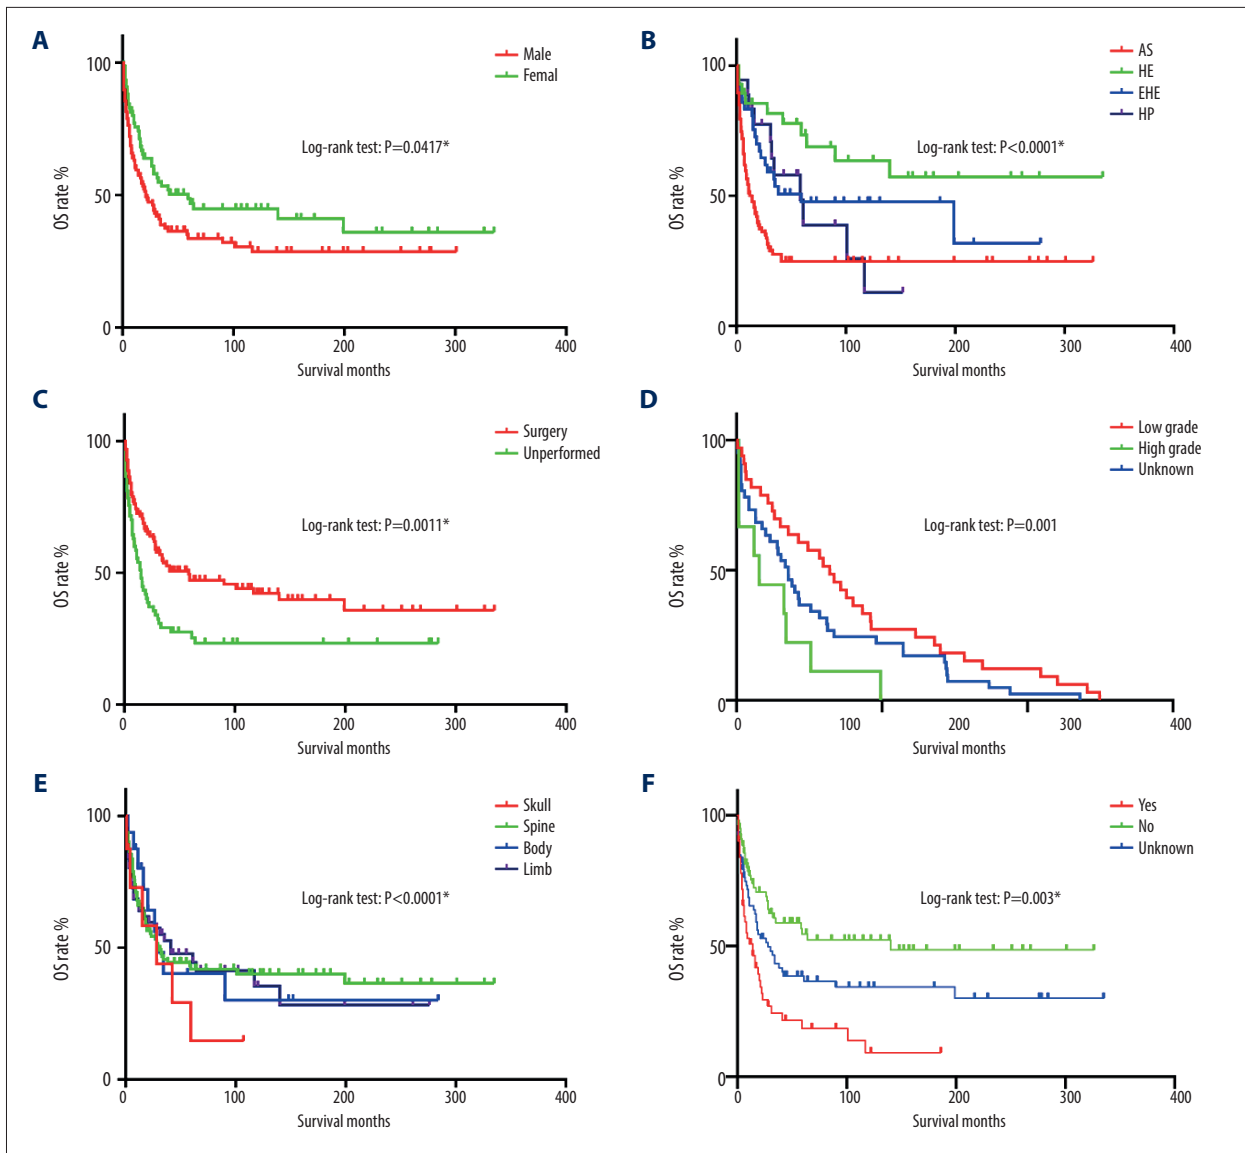 A
Male
Femal
100
50
0
OS rate %
Log-rank test: P=0.0417*
0 100 200 300 400
Survival months
B
AS
HE
EHE
HP
100
50
0
OS rate %
Log-rank test: P<0.0001*
0 100 200 300 400
Survival months
C
Surgery
Unperformed
100
50
0
OS rate %
Log-rank test: P=0.0011*
0 100 200 300 400
Survival months
D
Low grade
High grade
Unknown
100
50
0
OS rate %
Log-rank test: P=0.001
0 100 200 300 400
Survival months
E
Skull
Spine
Body
Limb
100
50
0
OS rate %
Log-rank test: P<0.0001*
0 100 200 300 400
Survival months
F
Yes
No
Unknown
100
50
0
OS rate %
Log-rank test: P=0.003*
0 100 200 300 400
Survival months